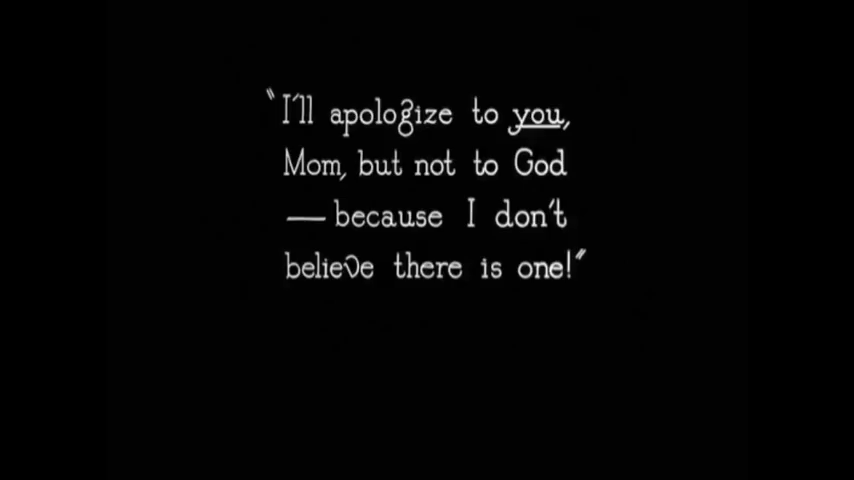 "I'll apologize to you,
Mom, but not to God
— because I don't
believe there is one!"